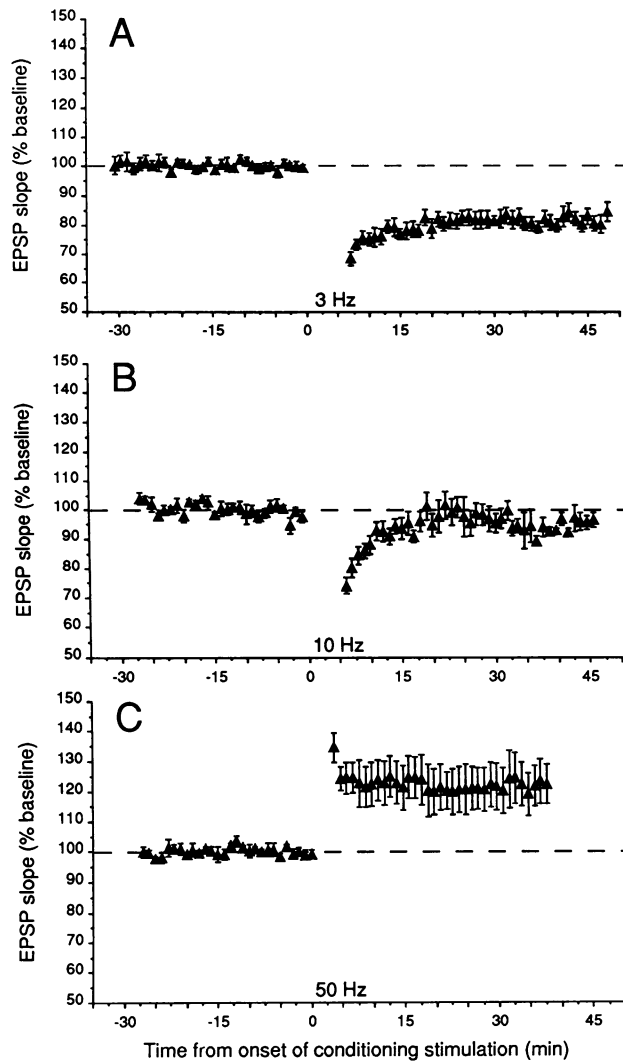 A
150
140
130
120
110
100
90
80
70
60
50
EPSP slope (% baseline)
3 Hz
-30 -15 0 15 30 45
B
150
140
130
120
110
100
90
80
70
60
50
EPSP slope (% baseline)
10 Hz
-30 -15 0 15 30 45
C
150
140
130
120
110
100
90
80
70
60
50
EPSP slope (% baseline)
50 Hz
-30 -15 0 15 30 45
Time from onset of conditioning stimulation (min)